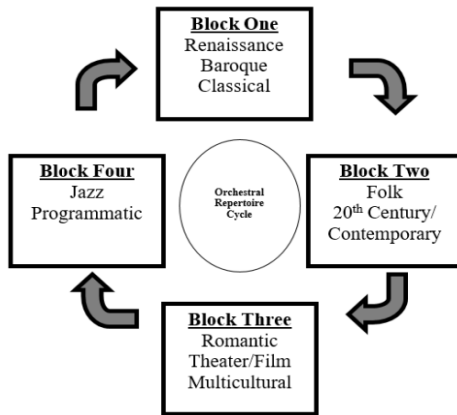 Block One
Renaissance
Baroque
Classical
Block Four
Jazz
Programmatic
Orchestral
Repertoire
Cycle
Block Two
Folk
20th Century/
Contemporary
Block Three
Romantic
Theater/Film
Multicultural